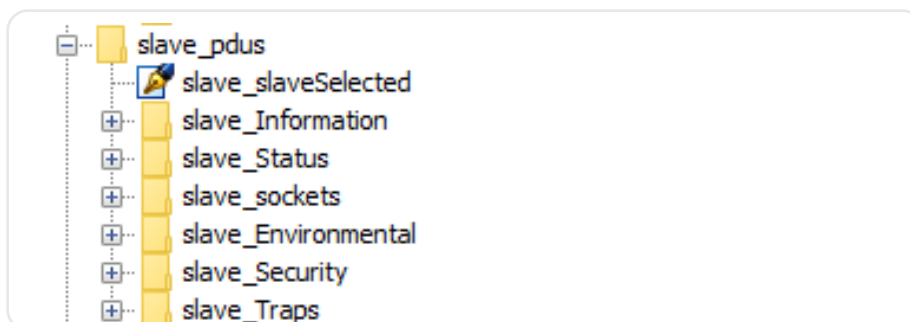 slave_pdus
slave_slaveSelected
slave_Information
slave_Status
slave_sockets
slave_Environmental
slave_Security
slave_Traps